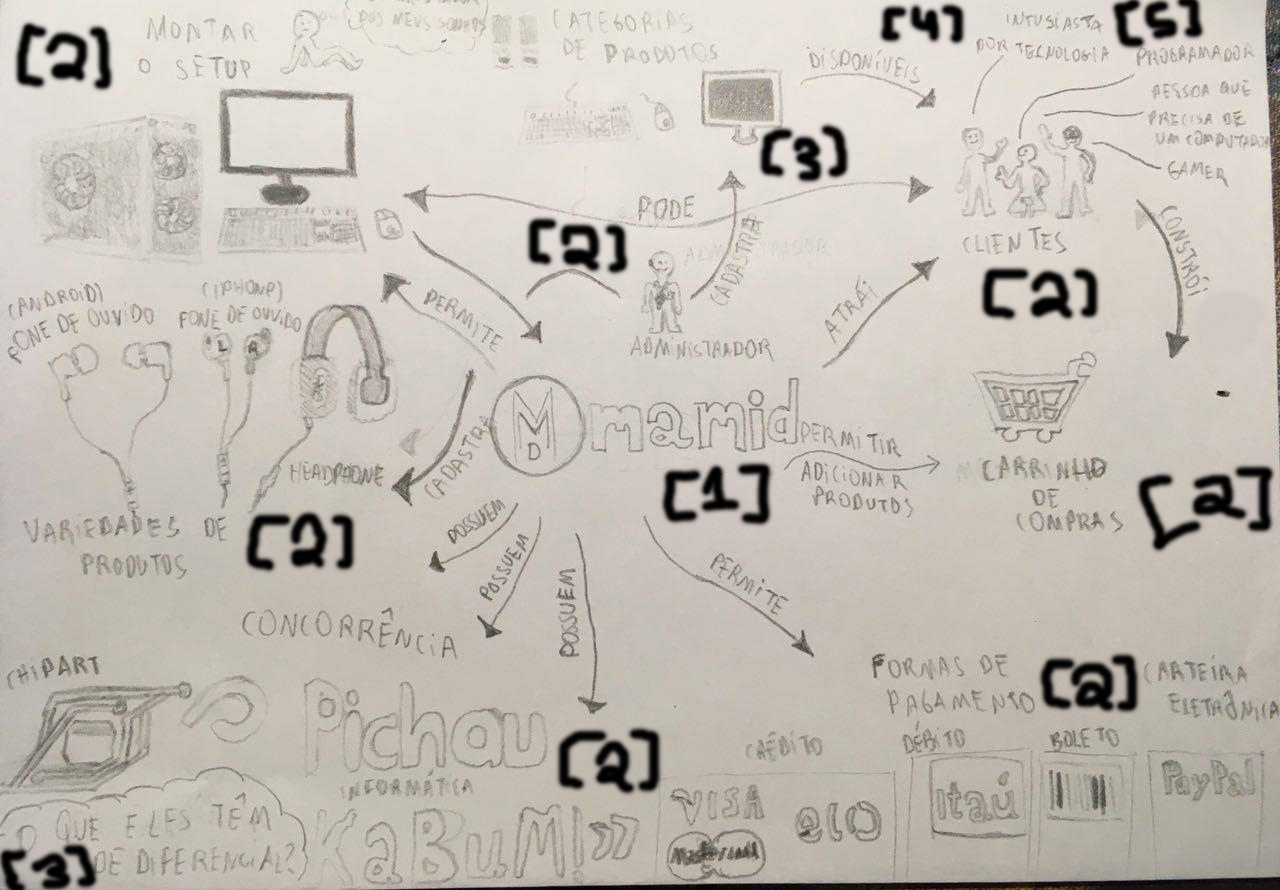 [2]
MONTAR
O SETUP
DOS MEUS SONHOS
CATEGORIAS
DE PRODUTOS
[3]
DISPONÍVEIS
[4]
INTUSIASTA
POR TECNOLOGIA
[5]
PROGRAMADOR
PESSOA QUE
PRECISA DE
UM COMPUTADOR
GAMER
CLIENTES
[2]
PODE
[2]
ADMINISTRADOR
CADASTRA
ADMINISTRADOR
ATRÁI
CONSTRÓI
PERMITE
(ANDROID)
FONE DE OUVIDO
(IPHONE)
FONE DE OUVIDO
L R
HEADPHONE
VARIEDADES DE
PRODUTOS
[2]
CADASTRA
MD
mamid
[1]
PERMITIR
ADICIONAR
PRODUTOS
CARRINHO
DE
COMPRAS
[2]
POSSUEM
POSSUEM
POSSUEM
PERMITE
CONCORRÊNCIA
CHIPART
Pichau
INFORMÁTICA
KaBuM!
[2]
O QUE ELES TÊM
DE DIFERENCIAL?
[3]
FORMAS DE
PAGAMENTO
[2]
CARTEIRA
ELETRÔNICA
CRÉDITO
DÉBITO
BOLETO
VISA
elo
Mastercard
Itaú
PayPal